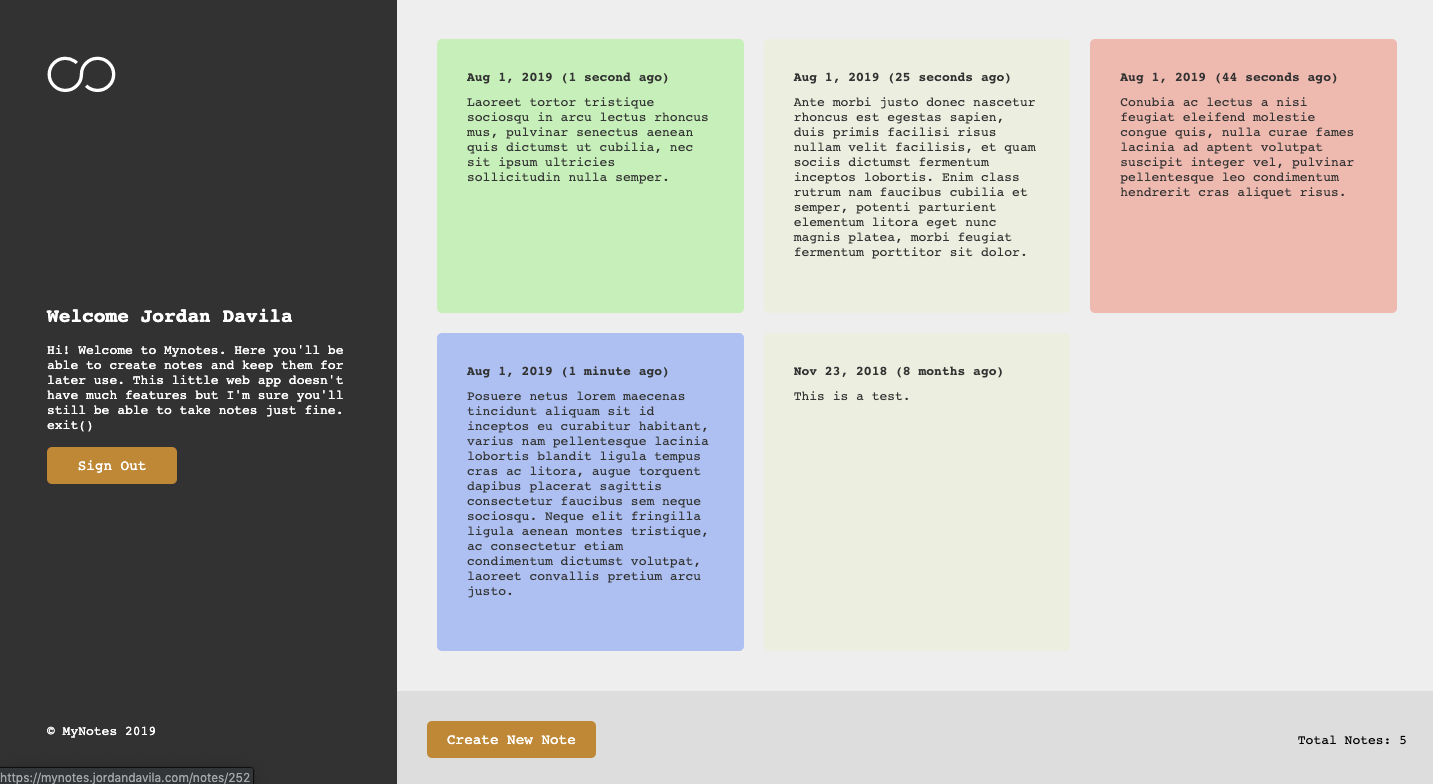 Welcome Jordan Davila
Hi! Welcome to Mynotes. Here you'll be
able to create notes and keep them for
later use. This little web app doesn't
have much features but I'm sure you'll
still be able to take notes just fine.
exit()
Sign Out
© MyNotes 2019
https://mynotes.jordandavila.com/notes/252
Aug 1, 2019 (1 second ago)
Laoreet tortor tristique
sociosqu in arcu lectus rhoncus
mus, pulvinar senectus aenean
quis dictumst ut cubilia, nec
sit ipsum ultricies
sollicitudin nulla semper.
Aug 1, 2019 (25 seconds ago)
Ante morbi justo donec nascetur
rhoncus est egestas sapien,
duis primis facilisi risus
nullam velit facilisis, et quam
sociis dictumst fermentum
inceptos lobortis. Enim class
rutrum nam faucibus cubilia et
semper, potenti parturient
elementum litora eget nunc
magnis platea, morbi feugiat
fermentum porttitor sit dolor.
Aug 1, 2019 (44 seconds ago)
Conubia ac lectus a nisi
feugiat eleifend molestie
congue quis, nulla curae fames
lacinia ad aptent volutpat
suscipit integer vel, pulvinar
pellentesque leo condimentum
hendrerit cras aliquet risus.
Aug 1, 2019 (1 minute ago)
Posuere netus lorem maecenas
tincidunt aliquam sit id
inceptos eu curabitur habitant,
varius nam pellentesque lacinia
lobortis blandit ligula tempus
cras ac litora, augue torquent
dapibus placerat sagittis
consectetur faucibus sem neque
sociosqu. Neque elit fringilla
ligula aenean montes tristique,
ac consectetur etiam
condimentum dictumst volutpat,
laoreet convallis pretium arcu
justo.
Nov 23, 2018 (8 months ago)
This is a test.
Create New Note
Total Notes: 5